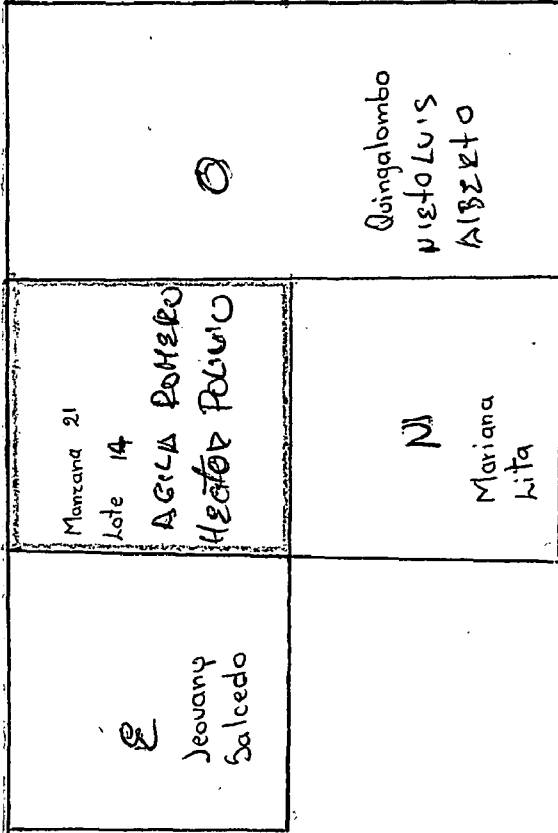 E
Jeovany
Salcedo
Manzana 21
Lote 14
AGILA ROMERO
HECTOR POLIVIO
O
N
Mariana
Lita
Quingalombo
NIETO LUIS
ALBERTO